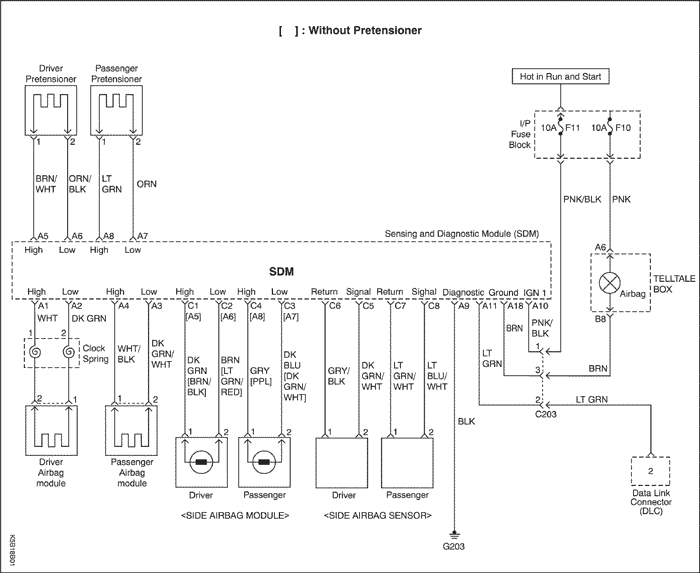 [ ] : Without Pretensioner
Driver Passenger
Pretensioner Pretensioner
Hot in Run and Start
I/P
Fuse
Block
10A F11 10A F10
1 2 1 2
BRN/ ORN/ LT ORN
WHT BLK GRN
PNK/BLK PNK
A5 A6 A8 A7
High Low High Low
Sensing and Diagnostic Module (SDM)
SDM
A6
TELLTALE
BOX
Airbag
B8
High Low High Low High Low High Low Return Signal Return Sighal Diagnostic Ground IGN 1
A1 A2 A4 A3 C1 C2 C4 C3 C6 C5 C7 C8 A9 A11 A18 A10
[A5] [A6] [A8] [A7]
WHT DK GRN
1 2
Clock
Spring
WHT/
BLK
DK
GRN/
WHT
DK
GRN
[BRN/
BLK]
BRN
[LT
GRN/
RED]
GRY
[PPL]
DK
BLU
[DK
GRN/
WHT]
GRY/
BLK
DK
GRN/
WHT
LT
GRN/
WHT
LT
BLU/
WHT
BLK
LT
GRN
BRN
PNK/
BLK
1
3 BRN
2 LT GRN
C203
2 1 2 1 1 2 1 2 1 2 1 2
Driver
Airbag
module
Passenger
Airbag
module
Driver Passenger Driver Passenger
<SIDE AIRBAG MODULE> <SIDE AIRBAG SENSOR>
2
Data Link
Connector
(DLC)
G203
KSB18B01